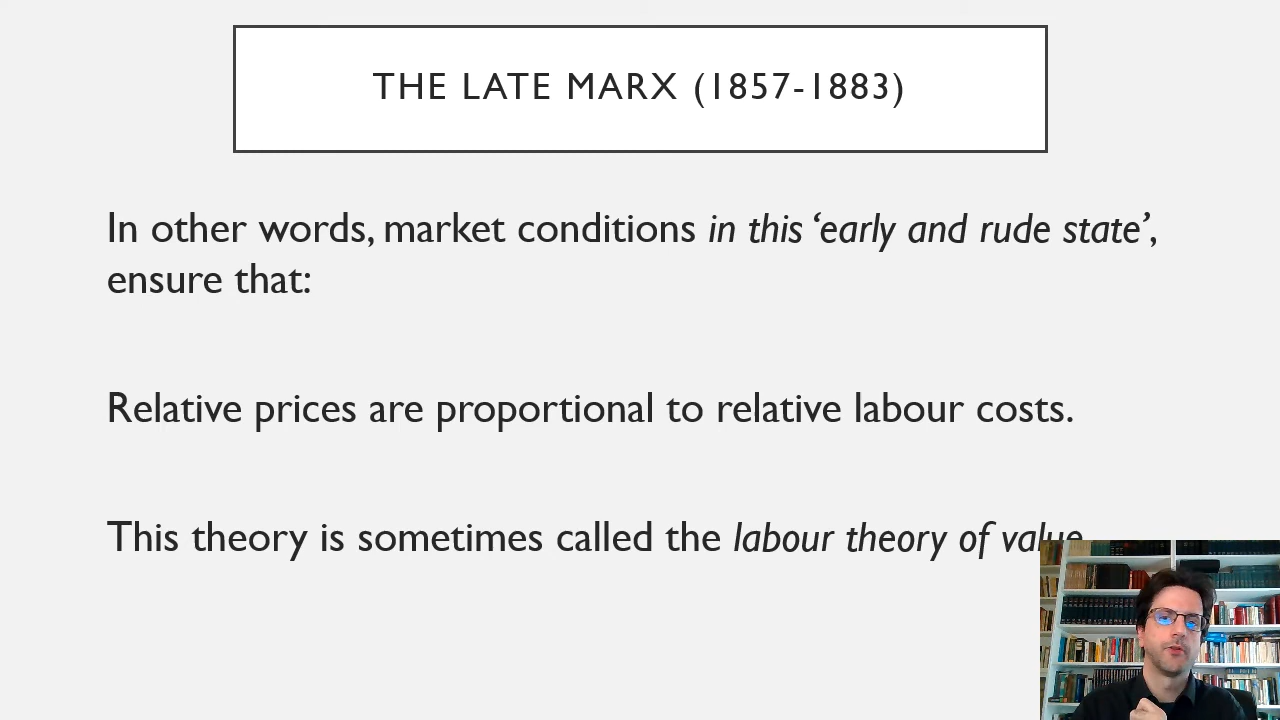 THE LATE MARX (1857-1883)
In other words, market conditions in this ‘early and rude state’,
ensure that:
Relative prices are proportional to relative labour costs.
This theory is sometimes called the labour theory of value